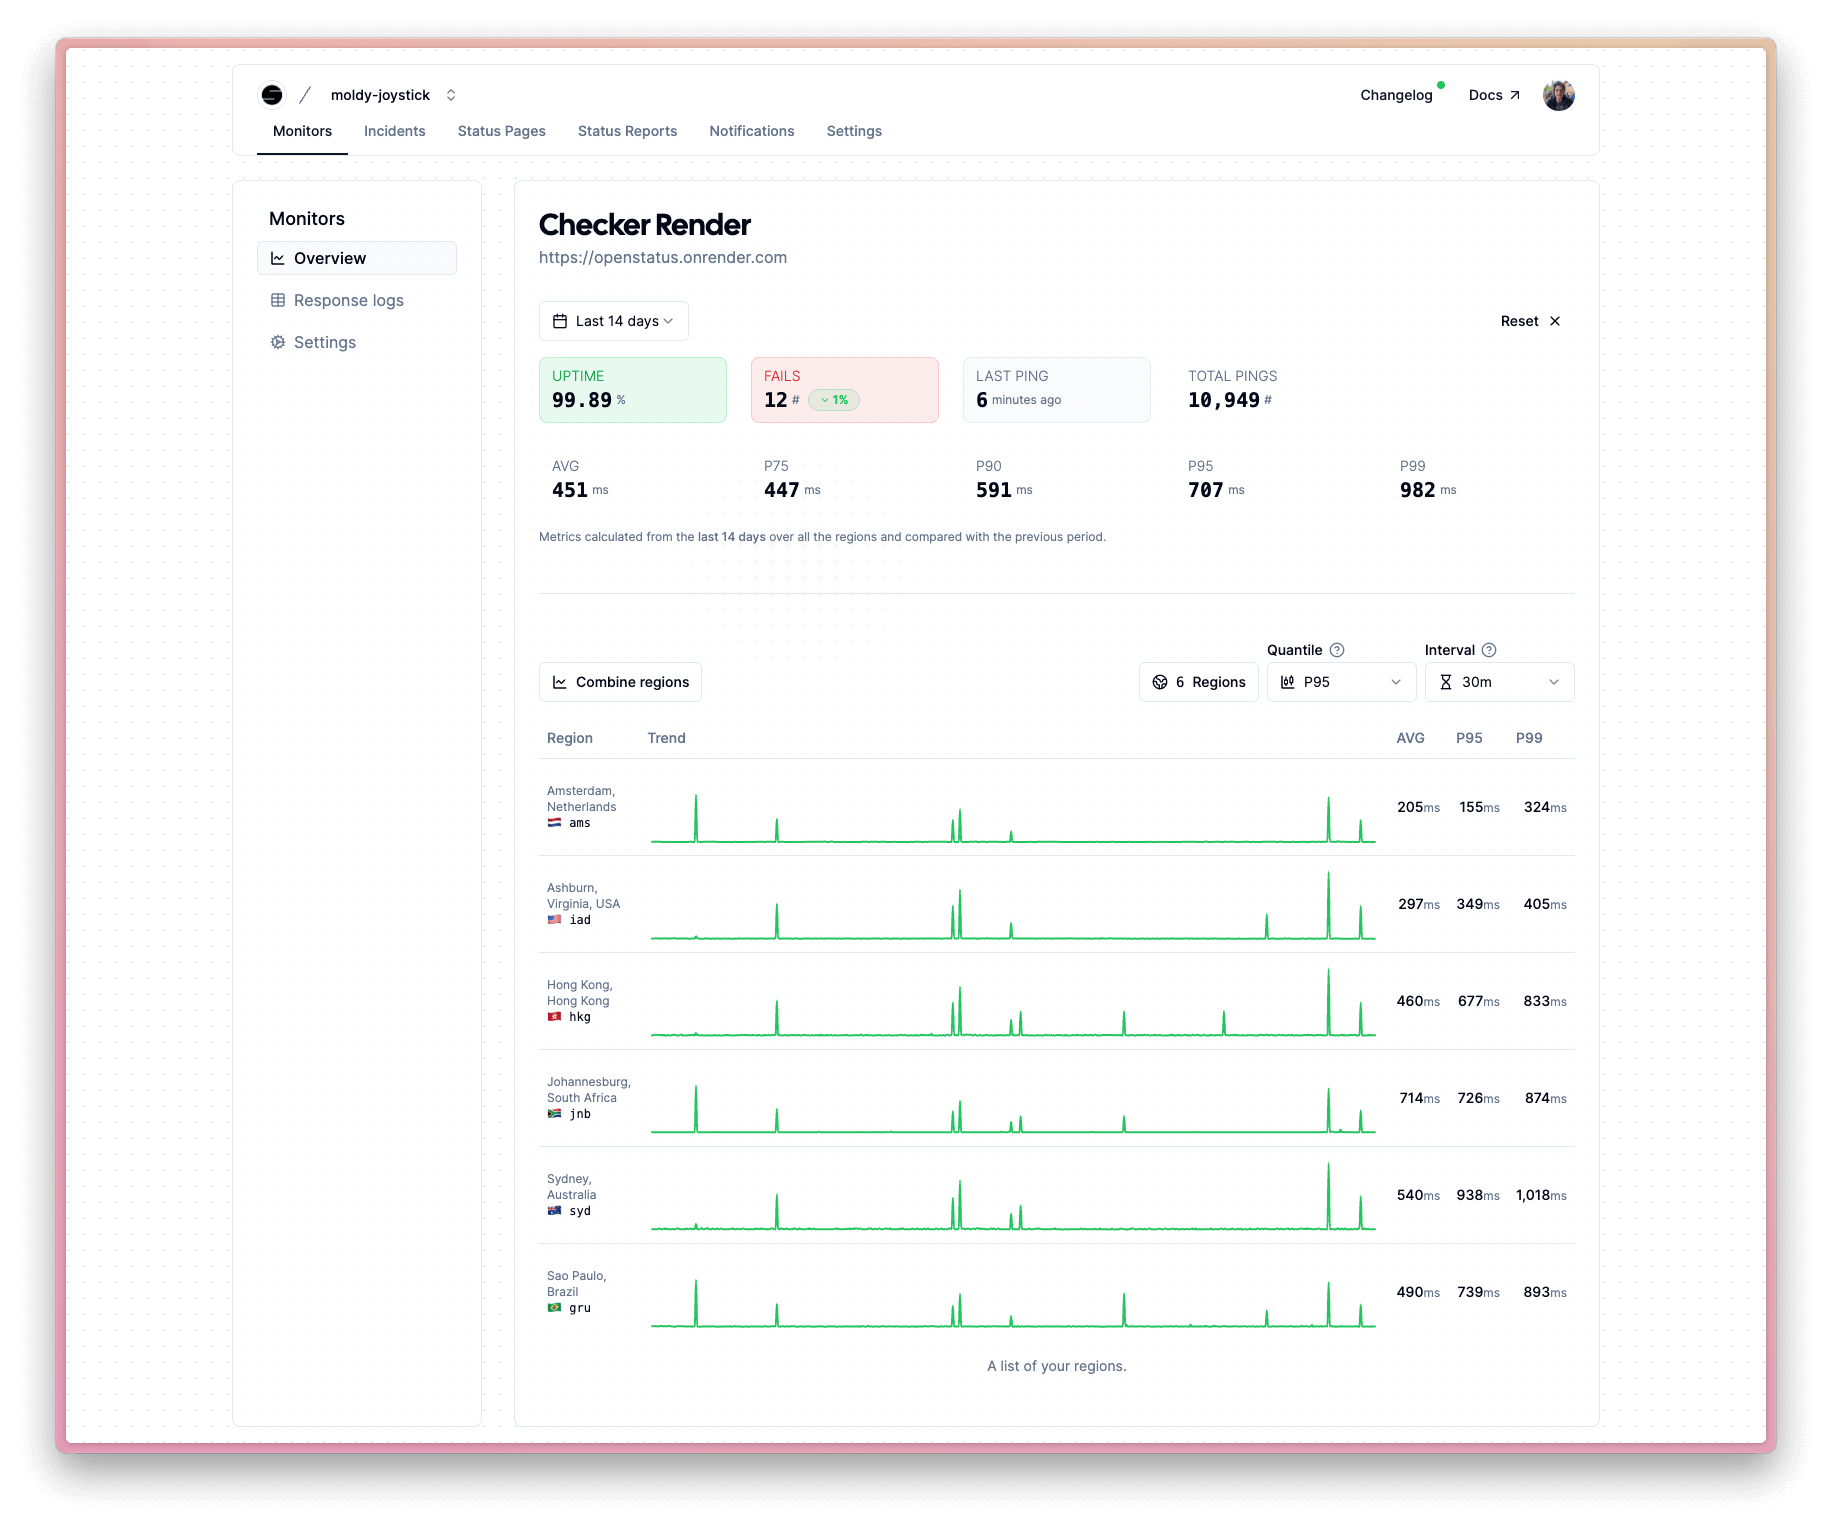 moldy-joystick
Changelog
Docs
Monitors Incidents Status Pages Status Reports Notifications Settings
Monitors
Overview
Response logs
Settings
Checker Render
https://openstatus.onrender.com
Last 14 days
Reset
UPTIME
99.89 %
FAILS
12 # 1%
LAST PING
6 minutes ago
TOTAL PINGS
10,949 #
AVG
451 ms
P75
447 ms
P90
591 ms
P95
707 ms
P99
982 ms
Metrics calculated from the last 14 days over all the regions and compared with the previous period.
Combine regions
6 Regions
Quantile
P95
Interval
30m
Region Trend AVG P95 P99
Amsterdam,
Netherlands
ams
205ms 155ms 324ms
Ashburn,
Virginia, USA
iad
297ms 349ms 405ms
Hong Kong,
Hong Kong
hkg
460ms 677ms 833ms
Johannesburg,
South Africa
jnb
714ms 726ms 874ms
Sydney,
Australia
syd
540ms 938ms 1,018ms
Sao Paulo,
Brazil
gru
490ms 739ms 893ms
A list of your regions.